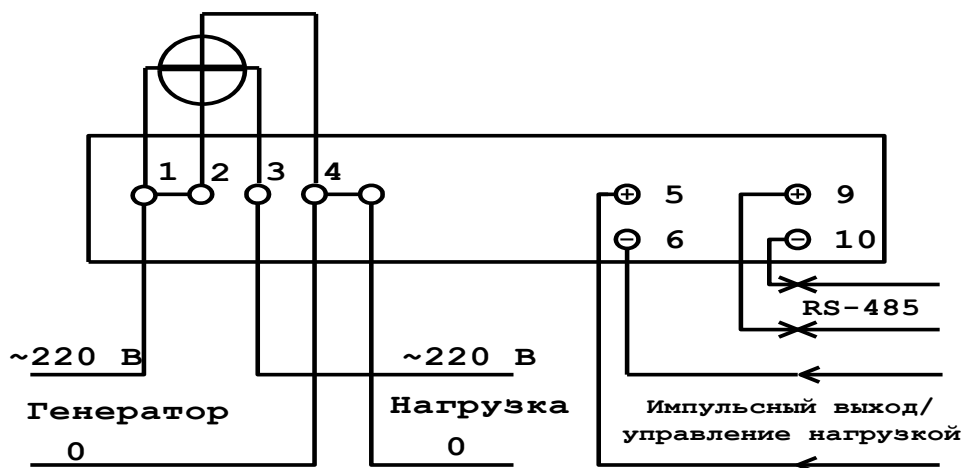 1 2 3 4 5 9
6 10
RS-485
~220 В ~220 В
Генератор Нагрузка Импульсный выход/
0 0 управление нагрузкой